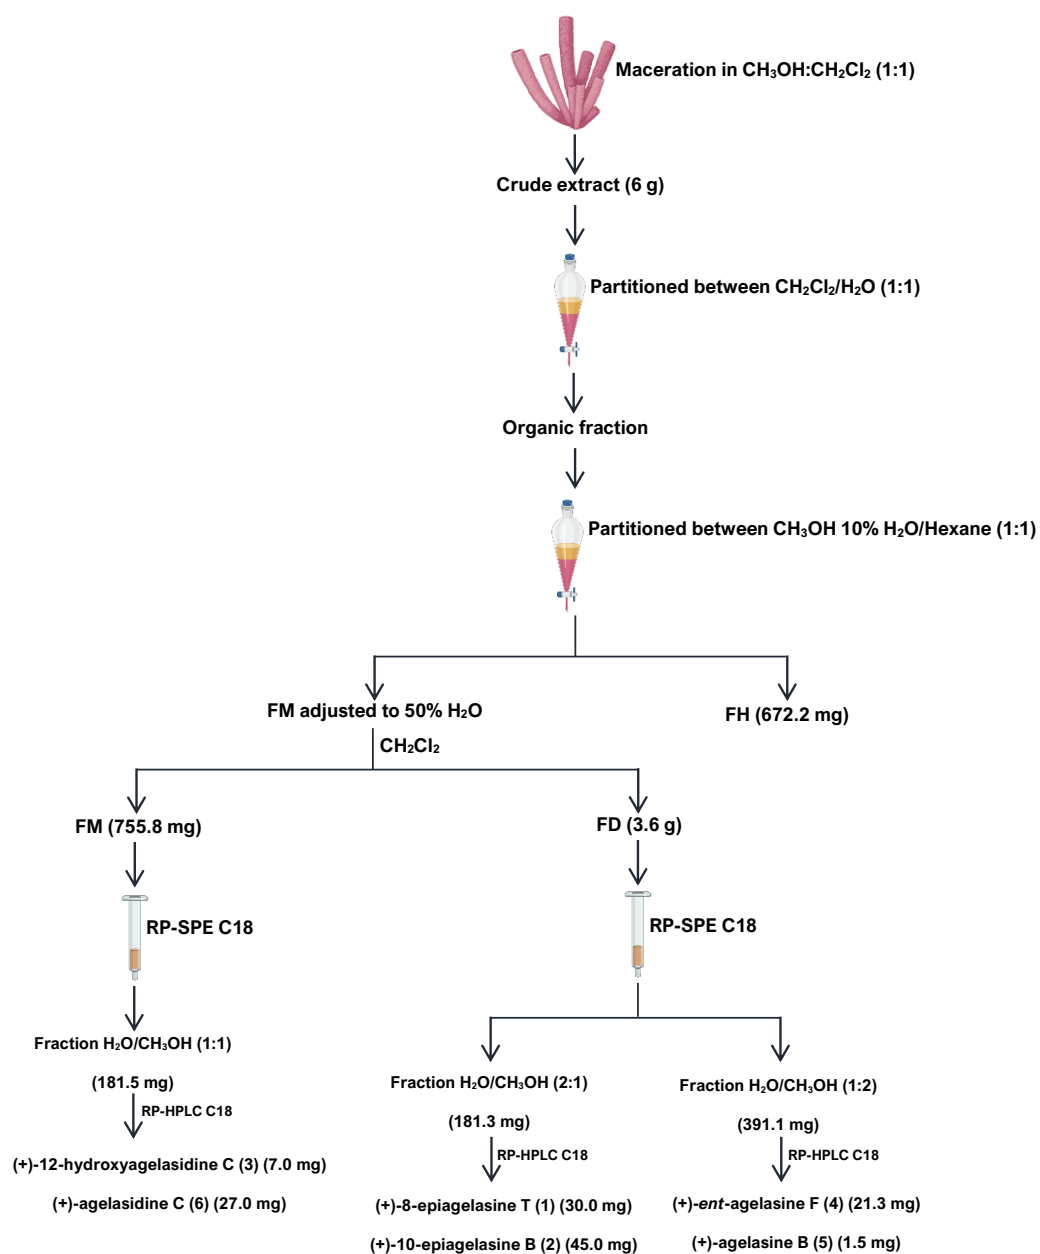 Maceration in CH₃OH:CH₂Cl₂ (1:1)
Crude extract (6 g)
Partitioned between CH₂Cl₂/H₂O (1:1)
Organic fraction
Partitioned between CH₃OH 10% H₂O/Hexane (1:1)
FM adjusted to 50% H₂O
FH (672.2 mg)
CH₂Cl₂
FM (755.8 mg)
FD (3.6 g)
RP-SPE C18
RP-SPE C18
Fraction H₂O/CH₃OH (1:1)
(181.5 mg)
RP-HPLC C18
(+)-12-hydroxyagelasidine C (3) (7.0 mg)
(+)-agelasidine C (6) (27.0 mg)
Fraction H₂O/CH₃OH (2:1)
(181.3 mg)
RP-HPLC C18
(+)-8-epiagelasine T (1) (30.0 mg)
(+)-10-epiagelasine B (2) (45.0 mg)
Fraction H₂O/CH₃OH (1:2)
(391.1 mg)
RP-HPLC C18
(+)-ent-agelasine F (4) (21.3 mg)
(+)-agelasine B (5) (1.5 mg)